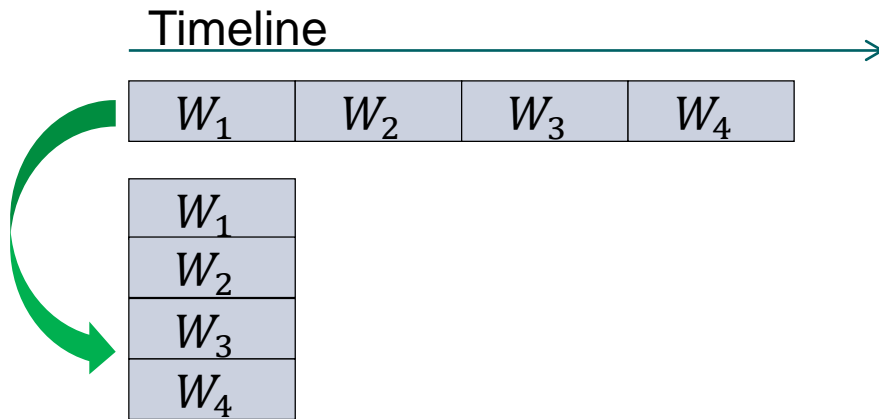 Timeline
W₁ W₂ W₃ W₄
W₁
W₂
W₃
W₄